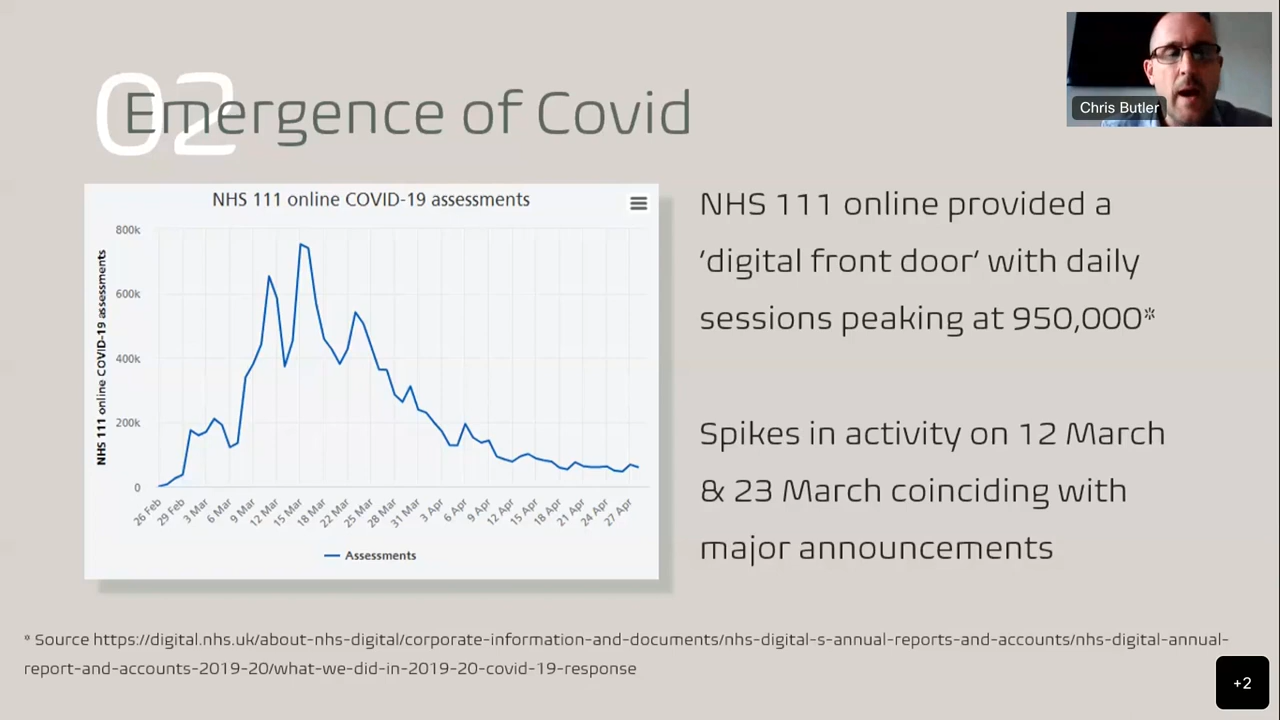 02
Emergence of Covid
Chris Butler
NHS 111 online COVID-19 assessments
NHS 111 online COVID-19 assessments
800k
600k
400k
200k
0
26 Feb
29 Feb
3 Mar
6 Mar
9 Mar
12 Mar
15 Mar
18 Mar
22 Mar
25 Mar
28 Mar
31 Mar
3 Apr
6 Apr
9 Apr
12 Apr
15 Apr
18 Apr
21 Apr
24 Apr
27 Apr
Assessments
NHS 111 online provided a
‘digital front door’ with daily
sessions peaking at 950,000*
Spikes in activity on 12 March
& 23 March coinciding with
major announcements
* Source https://digital.nhs.uk/about-nhs-digital/corporate-information-and-documents/nhs-digital-s-annual-reports-and-accounts/nhs-digital-annual-
report-and-accounts-2019-20/what-we-did-in-2019-20-covid-19-response
+2